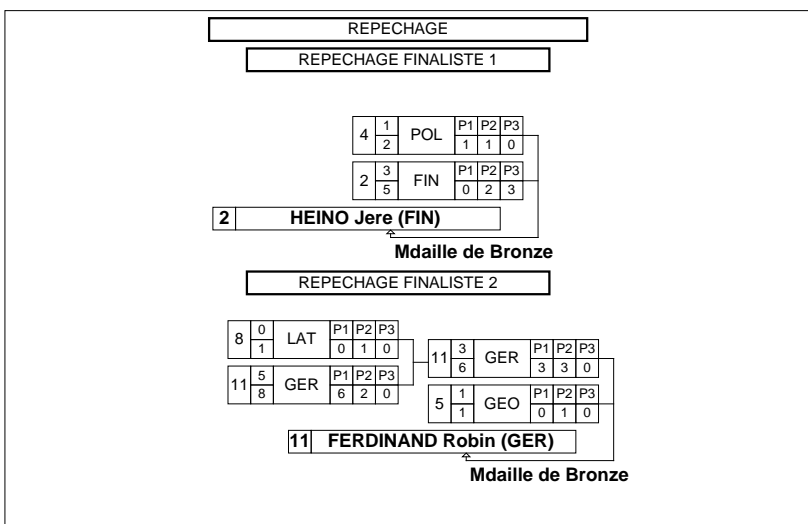 REPECHAGE
REPECHAGE FINALISTE 1
4 1 POL P1 P2 P3
2 1 1 0
2 3 FIN P1 P2 P3
5 0 2 3
2 HEINO Jere (FIN)
Mdaille de Bronze
REPECHAGE FINALISTE 2
8 0 LAT P1 P2 P3
1 0 1 0
11 3 GER P1 P2 P3
6 3 3 0
11 5 GER P1 P2 P3
8 6 2 0
5 1 GEO P1 P2 P3
1 0 1 0
11 FERDINAND Robin (GER)
Mdaille de Bronze